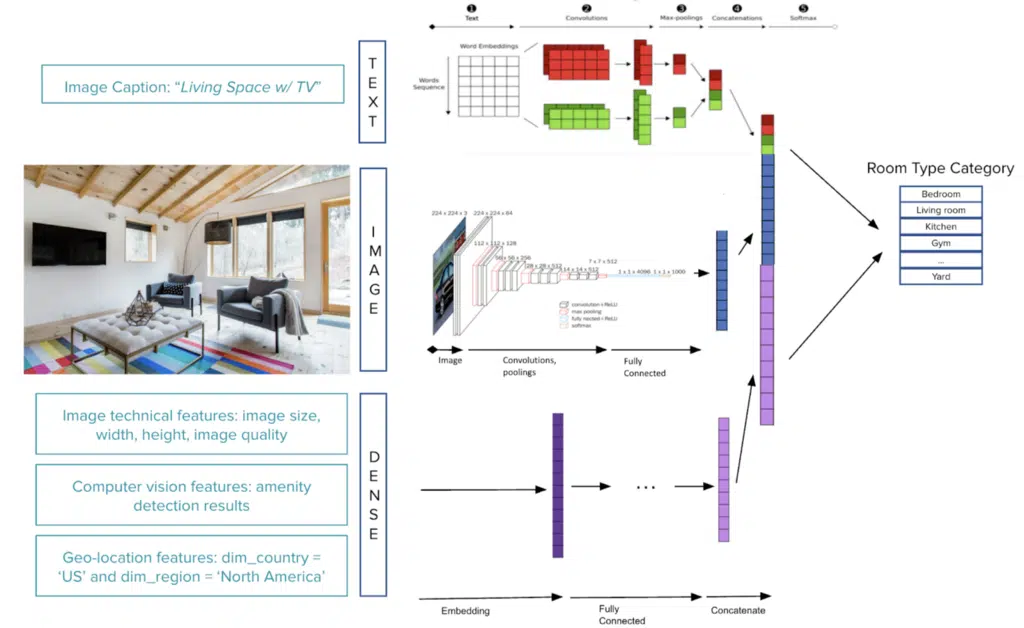 ❶ ❷ ❸ ❹ ❺
Text Convolutions Max-poolings Concatenations Softmax
Image Caption: “Living Space w/ TV”
TEXT
Word Embeddings
Words
Sequence
IMAGE
224 x 224 x 3 224 x 224 x 64
112 x 112 x 128
56 x 56 x 256
28 x 28 x 512
14 x 14 x 512
7 x 7 x 512
1 x 1 x 4096 1 x 1 x 1000
convolution+ReLU
max pooling
fully nected+ReLU
softmax
Image
Convolutions,
poolings
Fully
Connected
Room Type Category
Bedroom
Living room
Kitchen
Gym
...
Yard
Image technical features: image size,
width, height, image quality
Computer vision features: amenity
detection results
Geo-location features: dim_country =
‘US’ and dim_region = ‘North America’
DENSE
...
Embedding
Fully
Connected
Concatenate